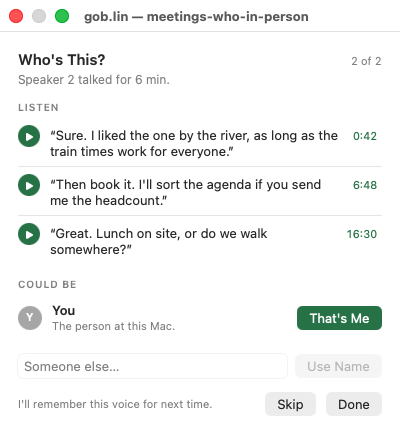 gob.lin — meetings-who-in-person
Who's This?
2 of 2
Speaker 2 talked for 6 min.
LISTEN
“Sure. I liked the one by the river, as long as the
train times work for everyone.”
0:42
“Then book it. I'll sort the agenda if you send
me the headcount.”
6:48
“Great. Lunch on site, or do we walk
somewhere?”
16:30
COULD BE
Y
You
The person at this Mac.
That's Me
Someone else...
Use Name
I'll remember this voice for next time.
Skip
Done